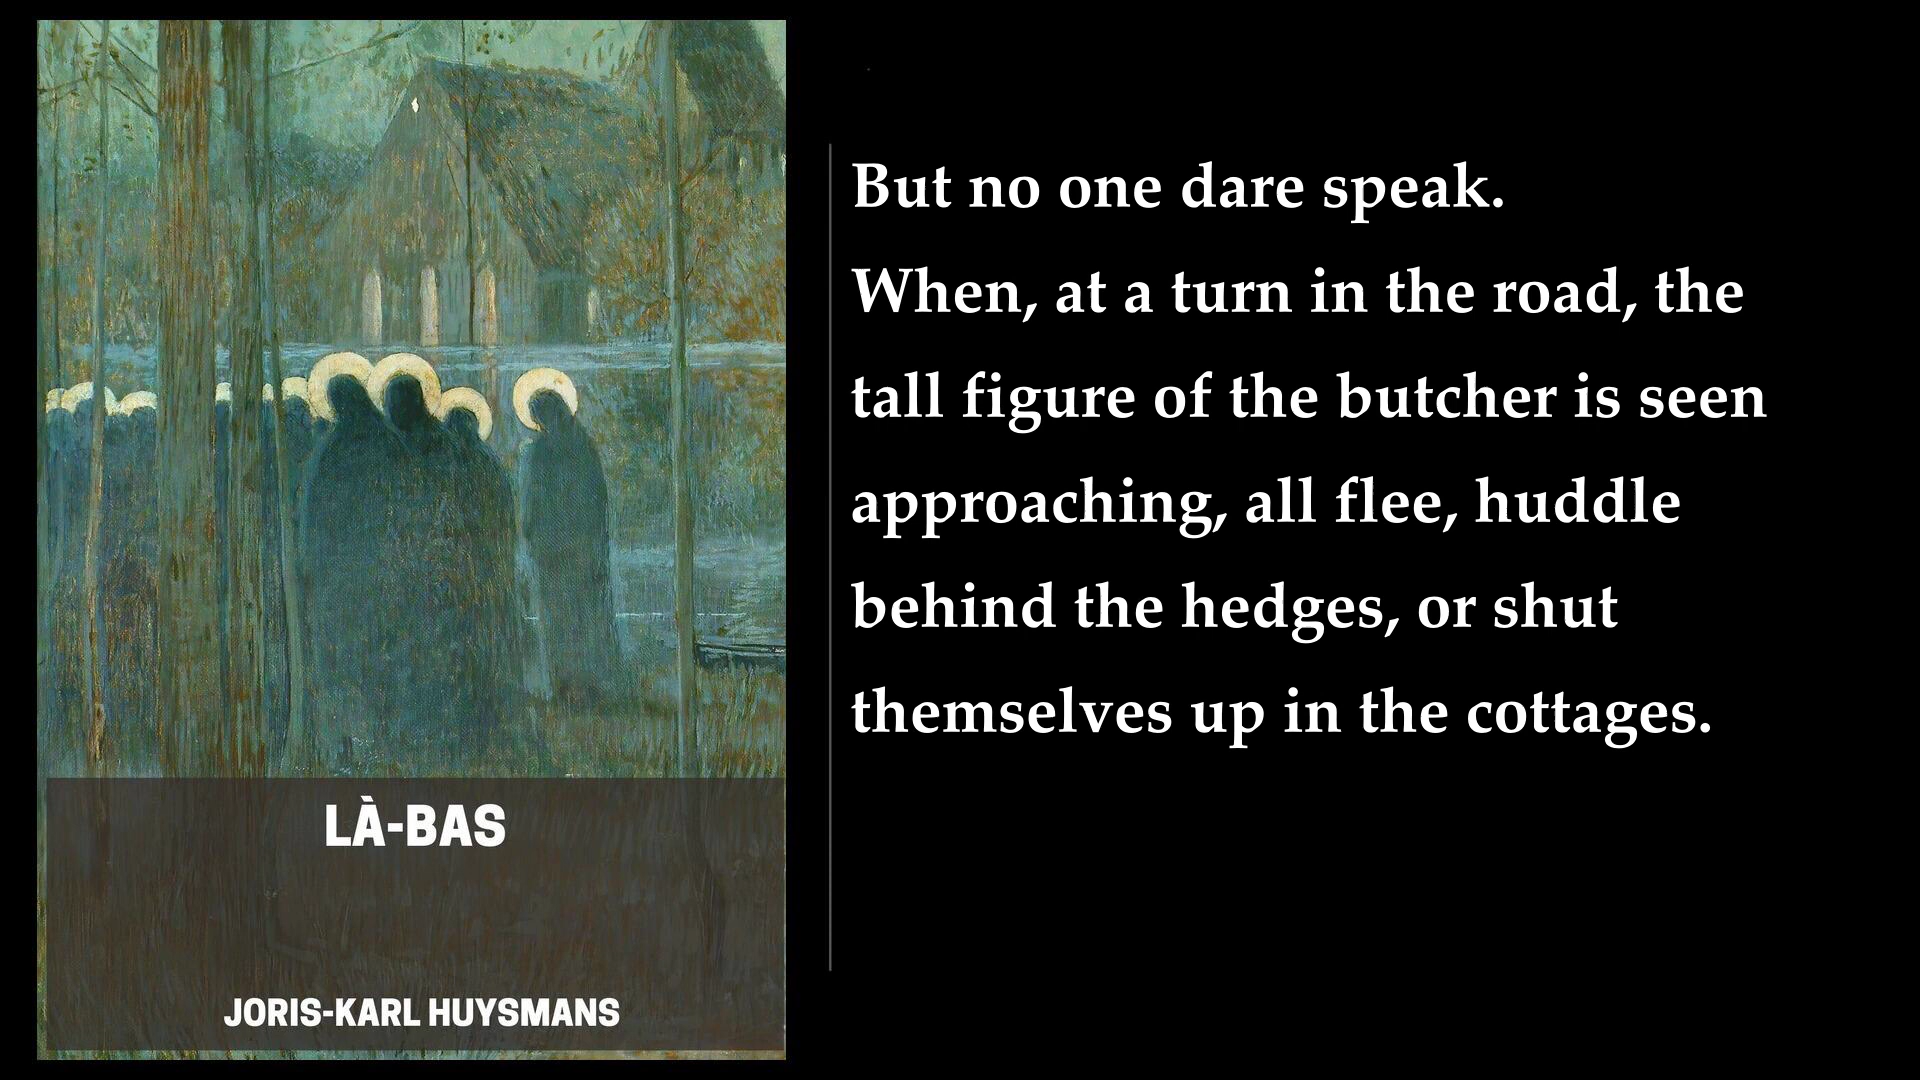 LÀ-BAS
JORIS-KARL HUYSMANS
But no one dare speak.
When, at a turn in the road, the
tall figure of the butcher is seen
approaching, all flee, huddle
behind the hedges, or shut
themselves up in the cottages.